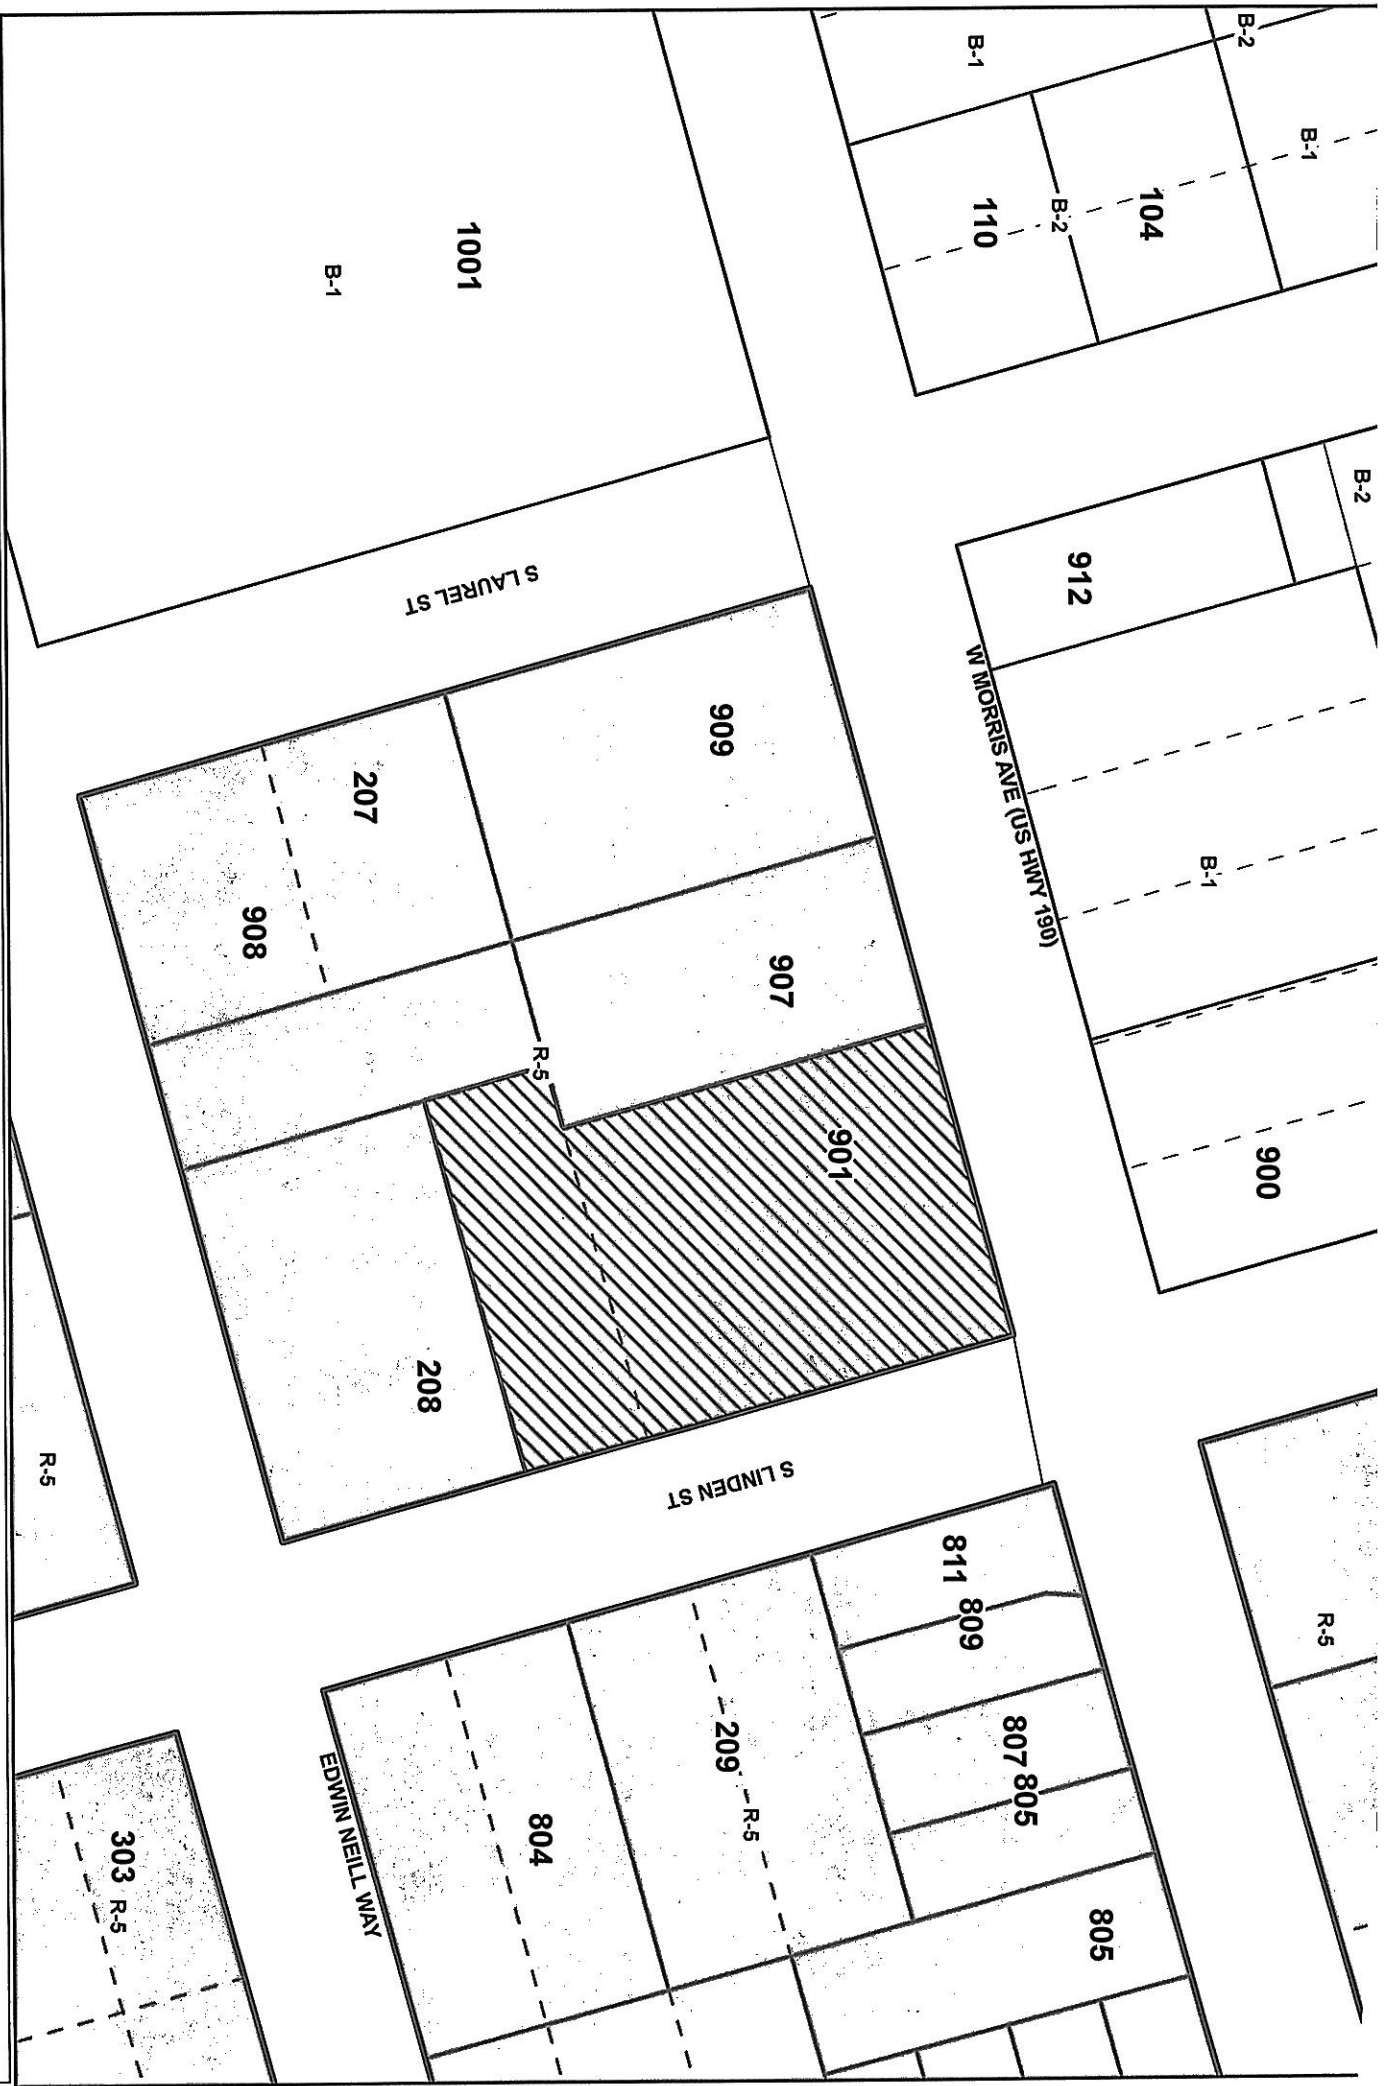 B-2
B-1
B-1
104
B-2
110
1001
B-1
B-2
912
S LAUREL ST
W MORRIS AVE (US HWY 190)
B-1
900
909
207
908
907
R-5
901
208
S LINDEN ST
R-5
R-5
811
809
807
805
209
R-5
804
805
EDWIN NEILL WAY
303
R-5